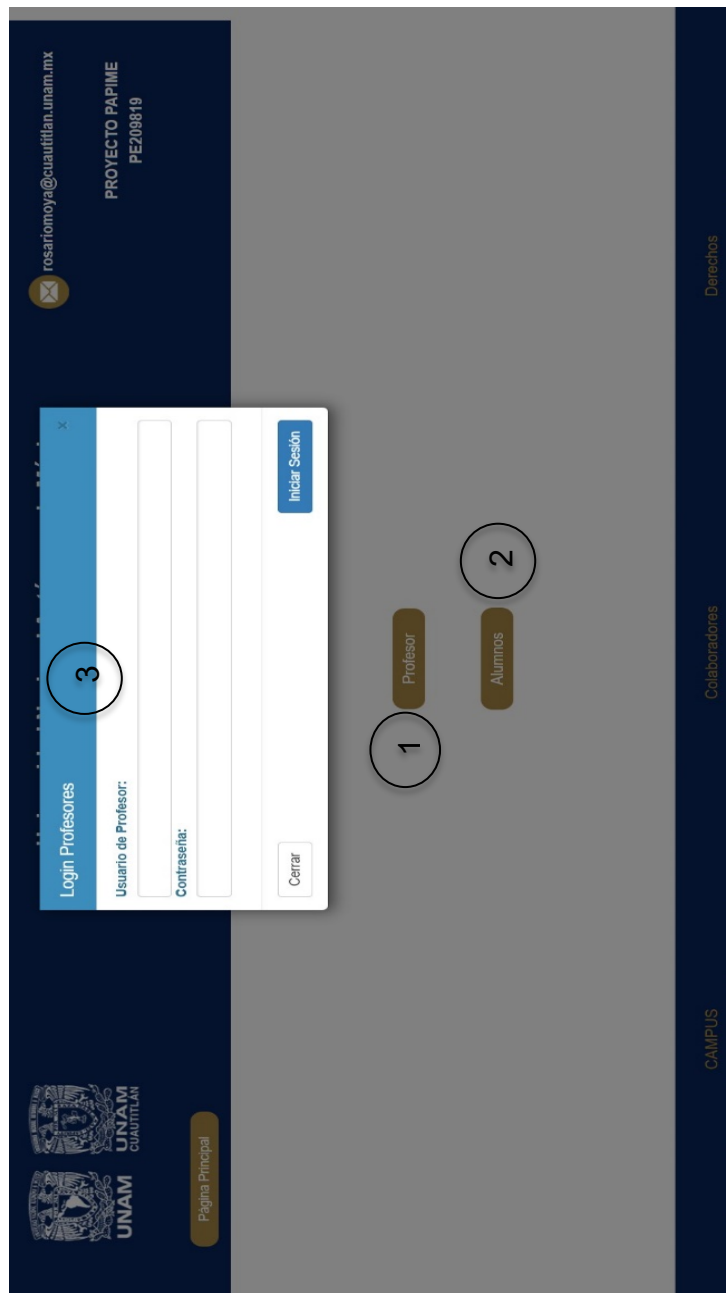 UNAM
UNAM
CUAUTITLÁN
rosariomoya@cuautitlan.unam.mx
PROYECTO PAPIME
PE209819
Página Principal
Login Profesores
x
3
Usuario de Profesor:
Contraseña:
Cerrar
Iniciar Sesión
1
Profesor
Alumnos
2
CAMPUS
Colaboradores
Derechos